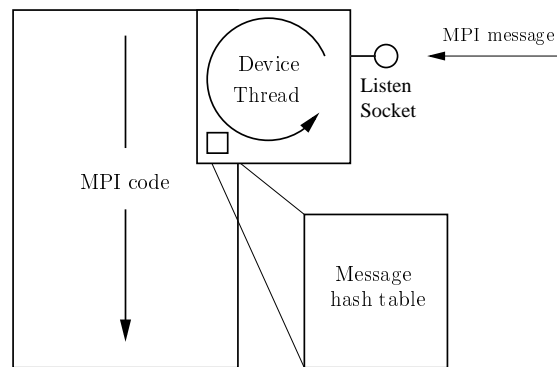 MPI message
Device
Thread
Listen
Socket
MPI code
Message
hash table